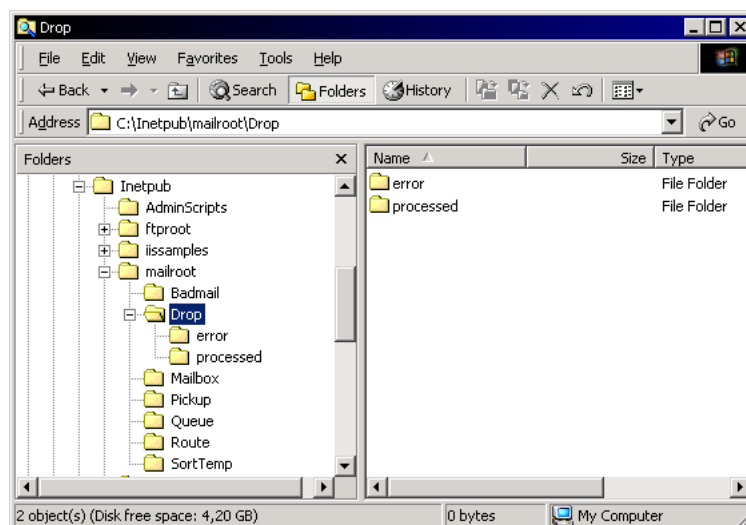 Drop
File Edit View Favorites Tools Help
Back Search Folders History
Address C:\Inetpub\mailroot\Drop Go
Folders
Inetpub
AdminScripts
ftproot
iissamples
mailroot
Badmail
Drop
error
processed
Mailbox
Pickup
Queue
Route
SortTemp
Name Size Type
error File Folder
processed File Folder
2 object(s) (Disk free space: 4,20 GB) 0 bytes My Computer